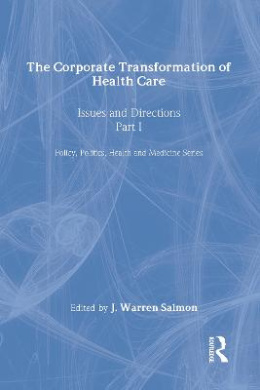 The Corporate Transformation of
Health Care
Issues and Directions
Part I
Policy, Politics, Health and Medicine Series
Edited by J. Warren Salmon
ROUTLEDGE